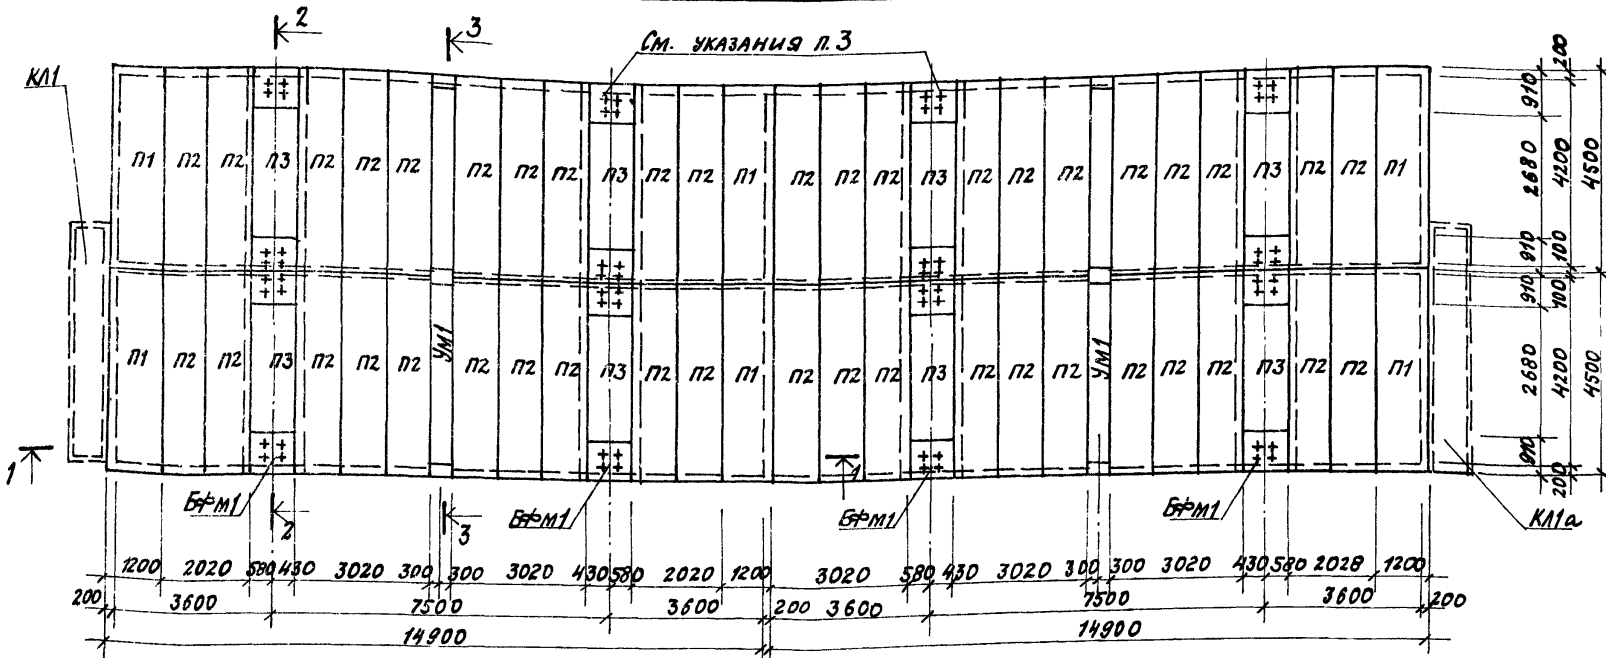 2 3
См. указания п.3
КЛ1
П1 П2 П2 П3 П2 П2 П2 П2 П2 П2 П3 П2 П2 П1 П2 П2 П2 П3 П2 П2 П2 П2 П2 П2 П3 П2 П2 П1
П1 П2 П2 П3 П2 П2 П2 УМ1 П2 П2 П2 П3 П2 П2 П1 П2 П2 П2 П3 П2 П2 П2 УМ1 П2 П2 П2 П3 П2 П2 П1
1 1
БФМ1 2 3 БФМ1 БФМ1 БФМ1 КЛ1а
1200 2020 580 430 3020 300 300 3020 430 580 2020 1200 3020 580 430 3020 300 300 3020 430 580 2020 1200
200 3600 7500 3600 200 3600 7500 3600 200
14900 14900
910 2680 910 910 2680 910
200 4200 100 100 4200 200
4500 4500